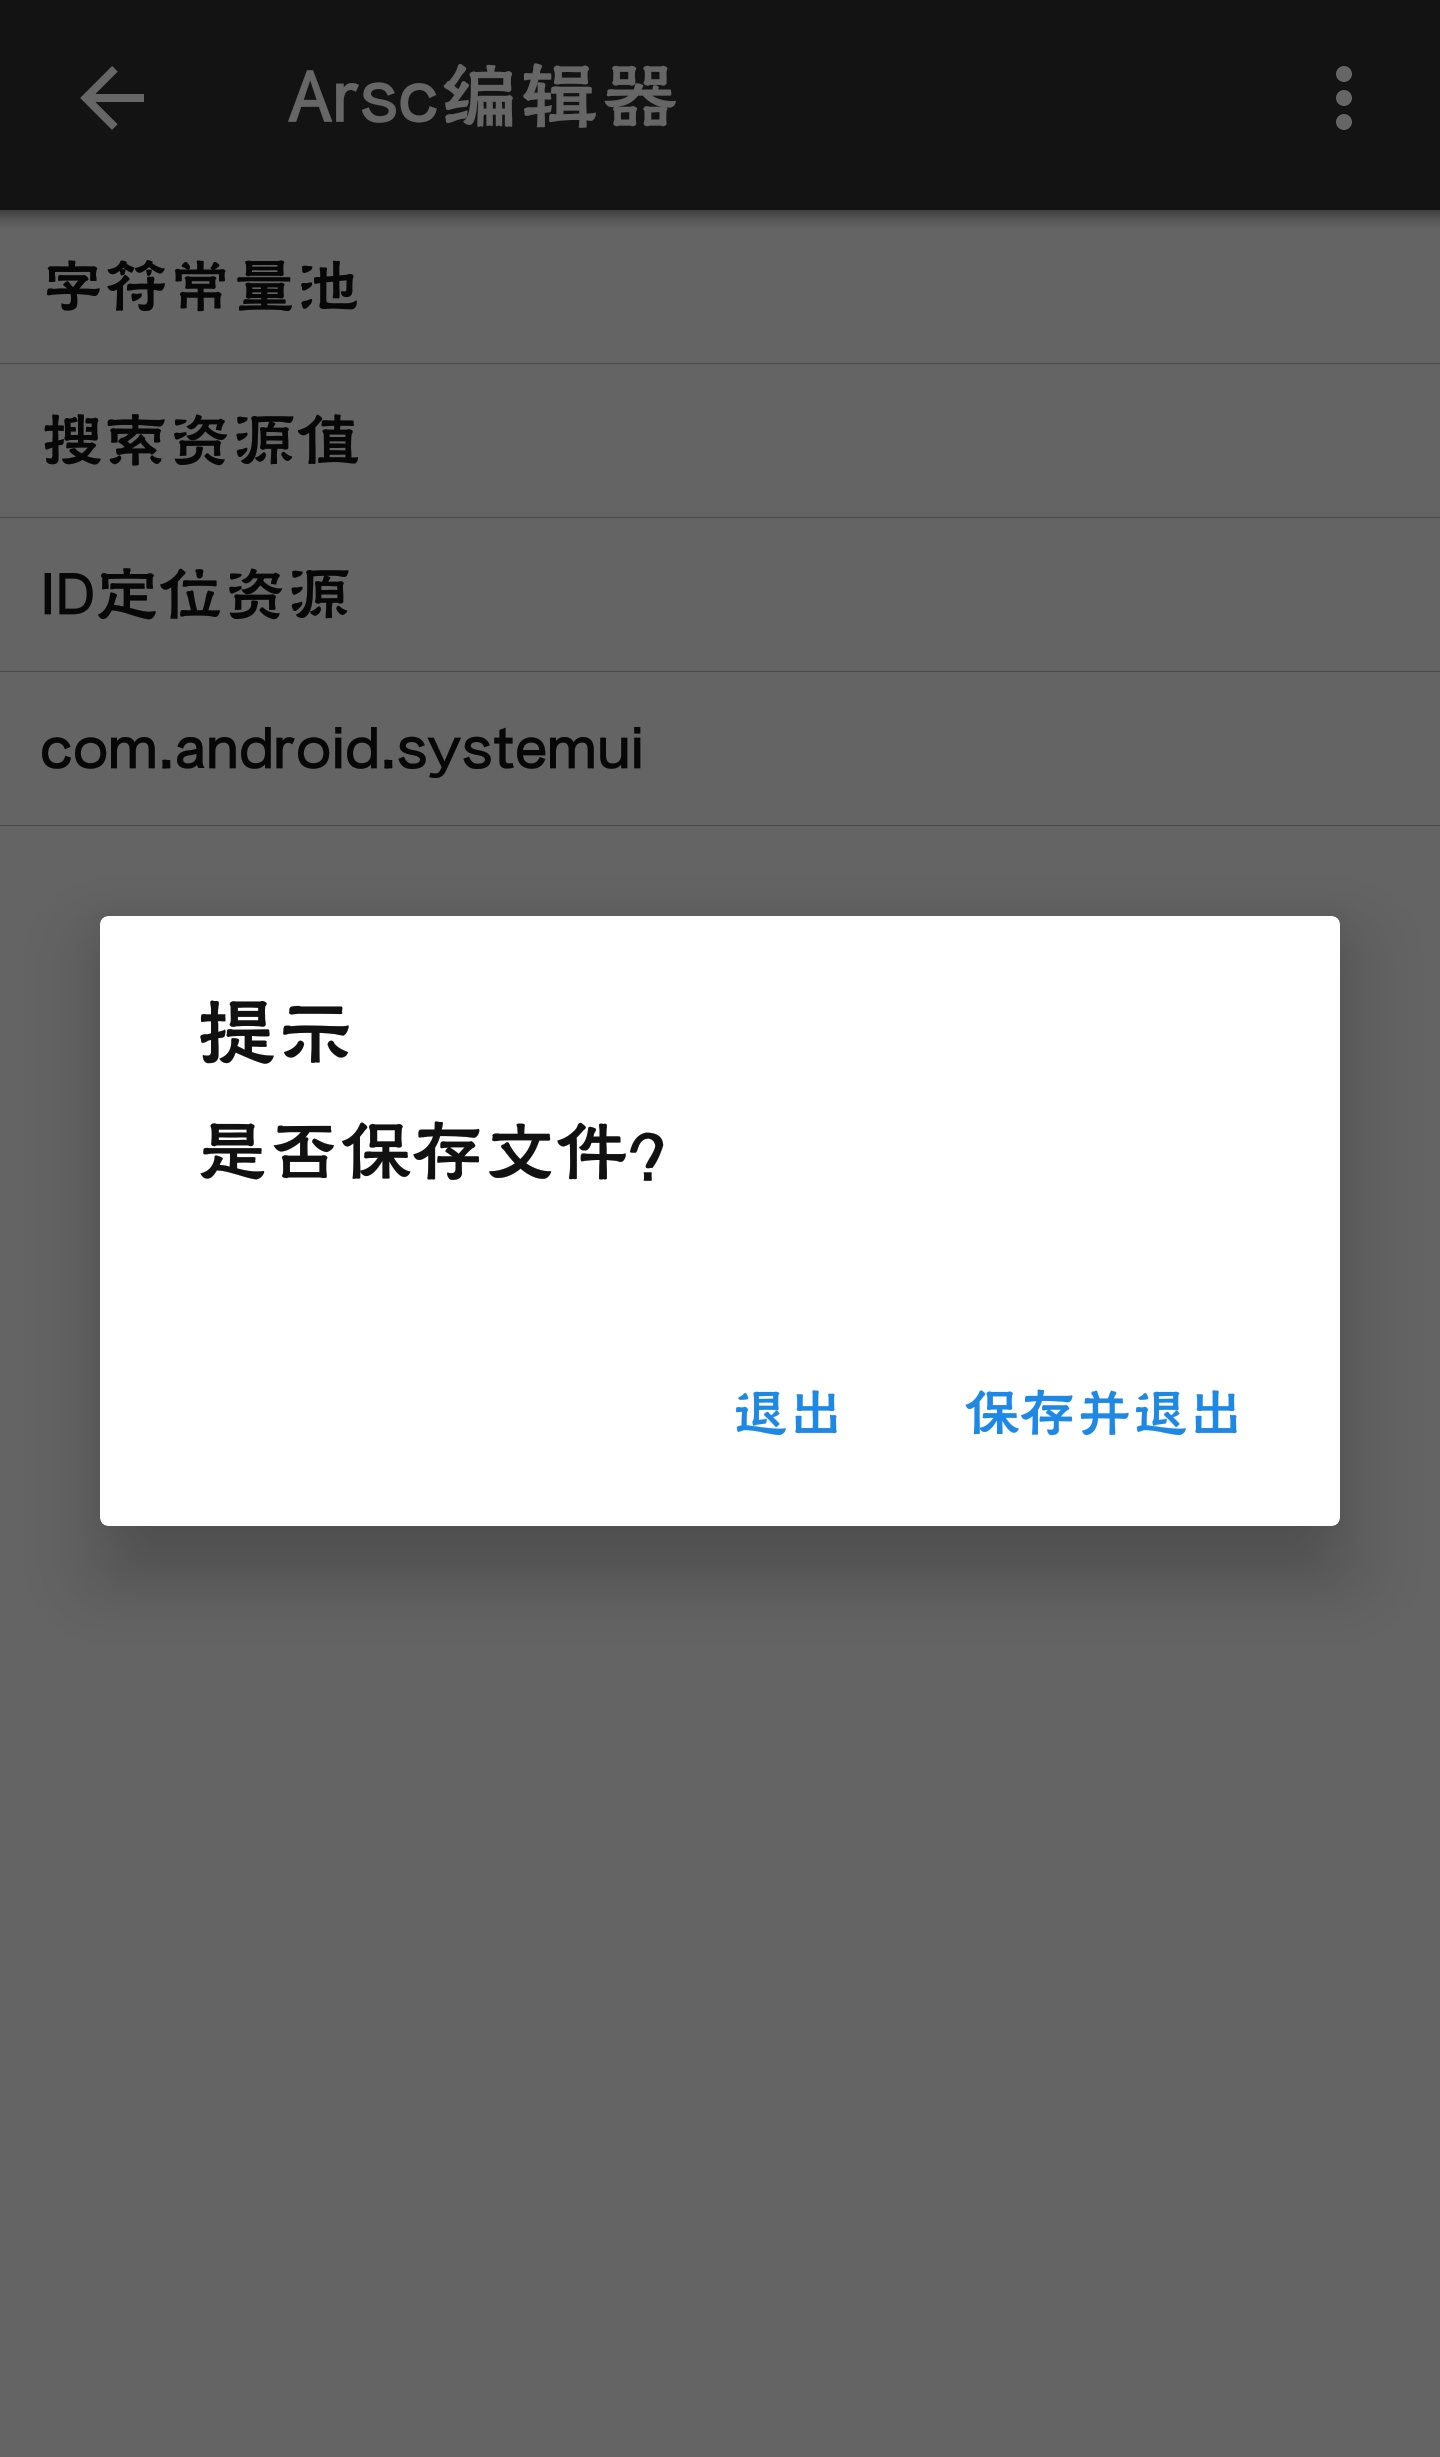 Arsc编辑器
字符常量池
搜索资源值
ID定位资源
com.android.systemui
提示
是否保存文件?
退出
保存并退出